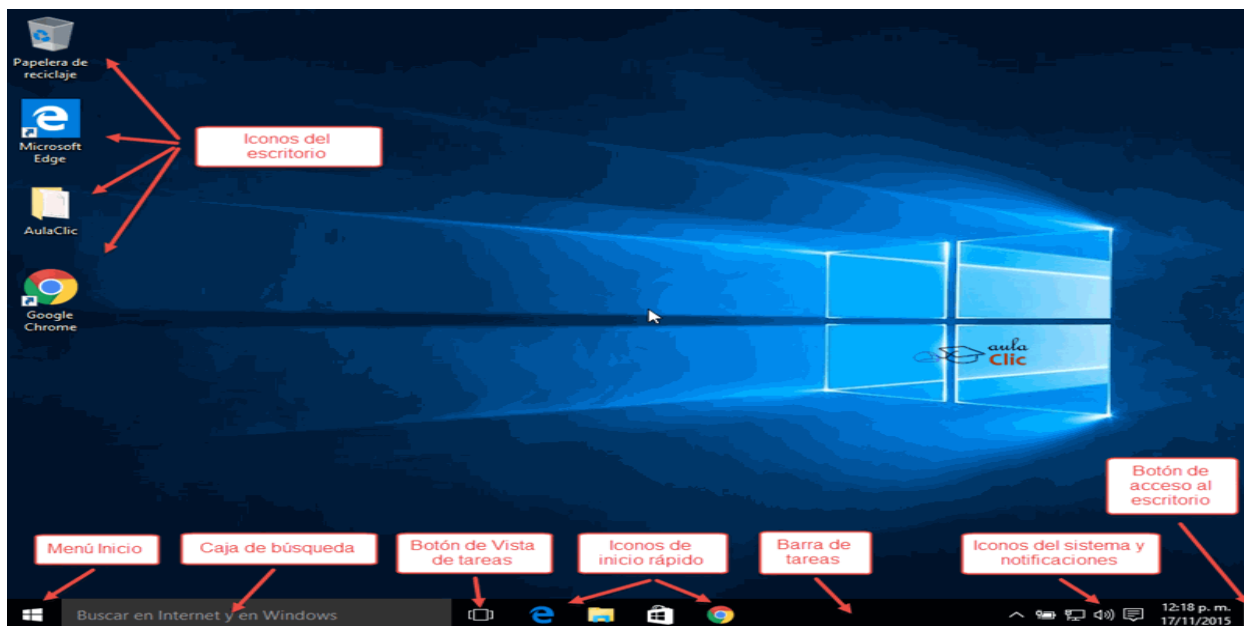 Papelera de
reciclaje
Microsoft
Edge
AulaClic
Google
Chrome
Iconos del
escritorio
aula
Clic
Botón de
acceso al
escritorio
Menú Inicio
Caja de búsqueda
Botón de Vista
de tareas
Iconos de
inicio rápido
Barra de
tareas
Iconos del sistema y
notificaciones
Buscar en Internet y en Windows
12:18 p. m.
17/11/2015